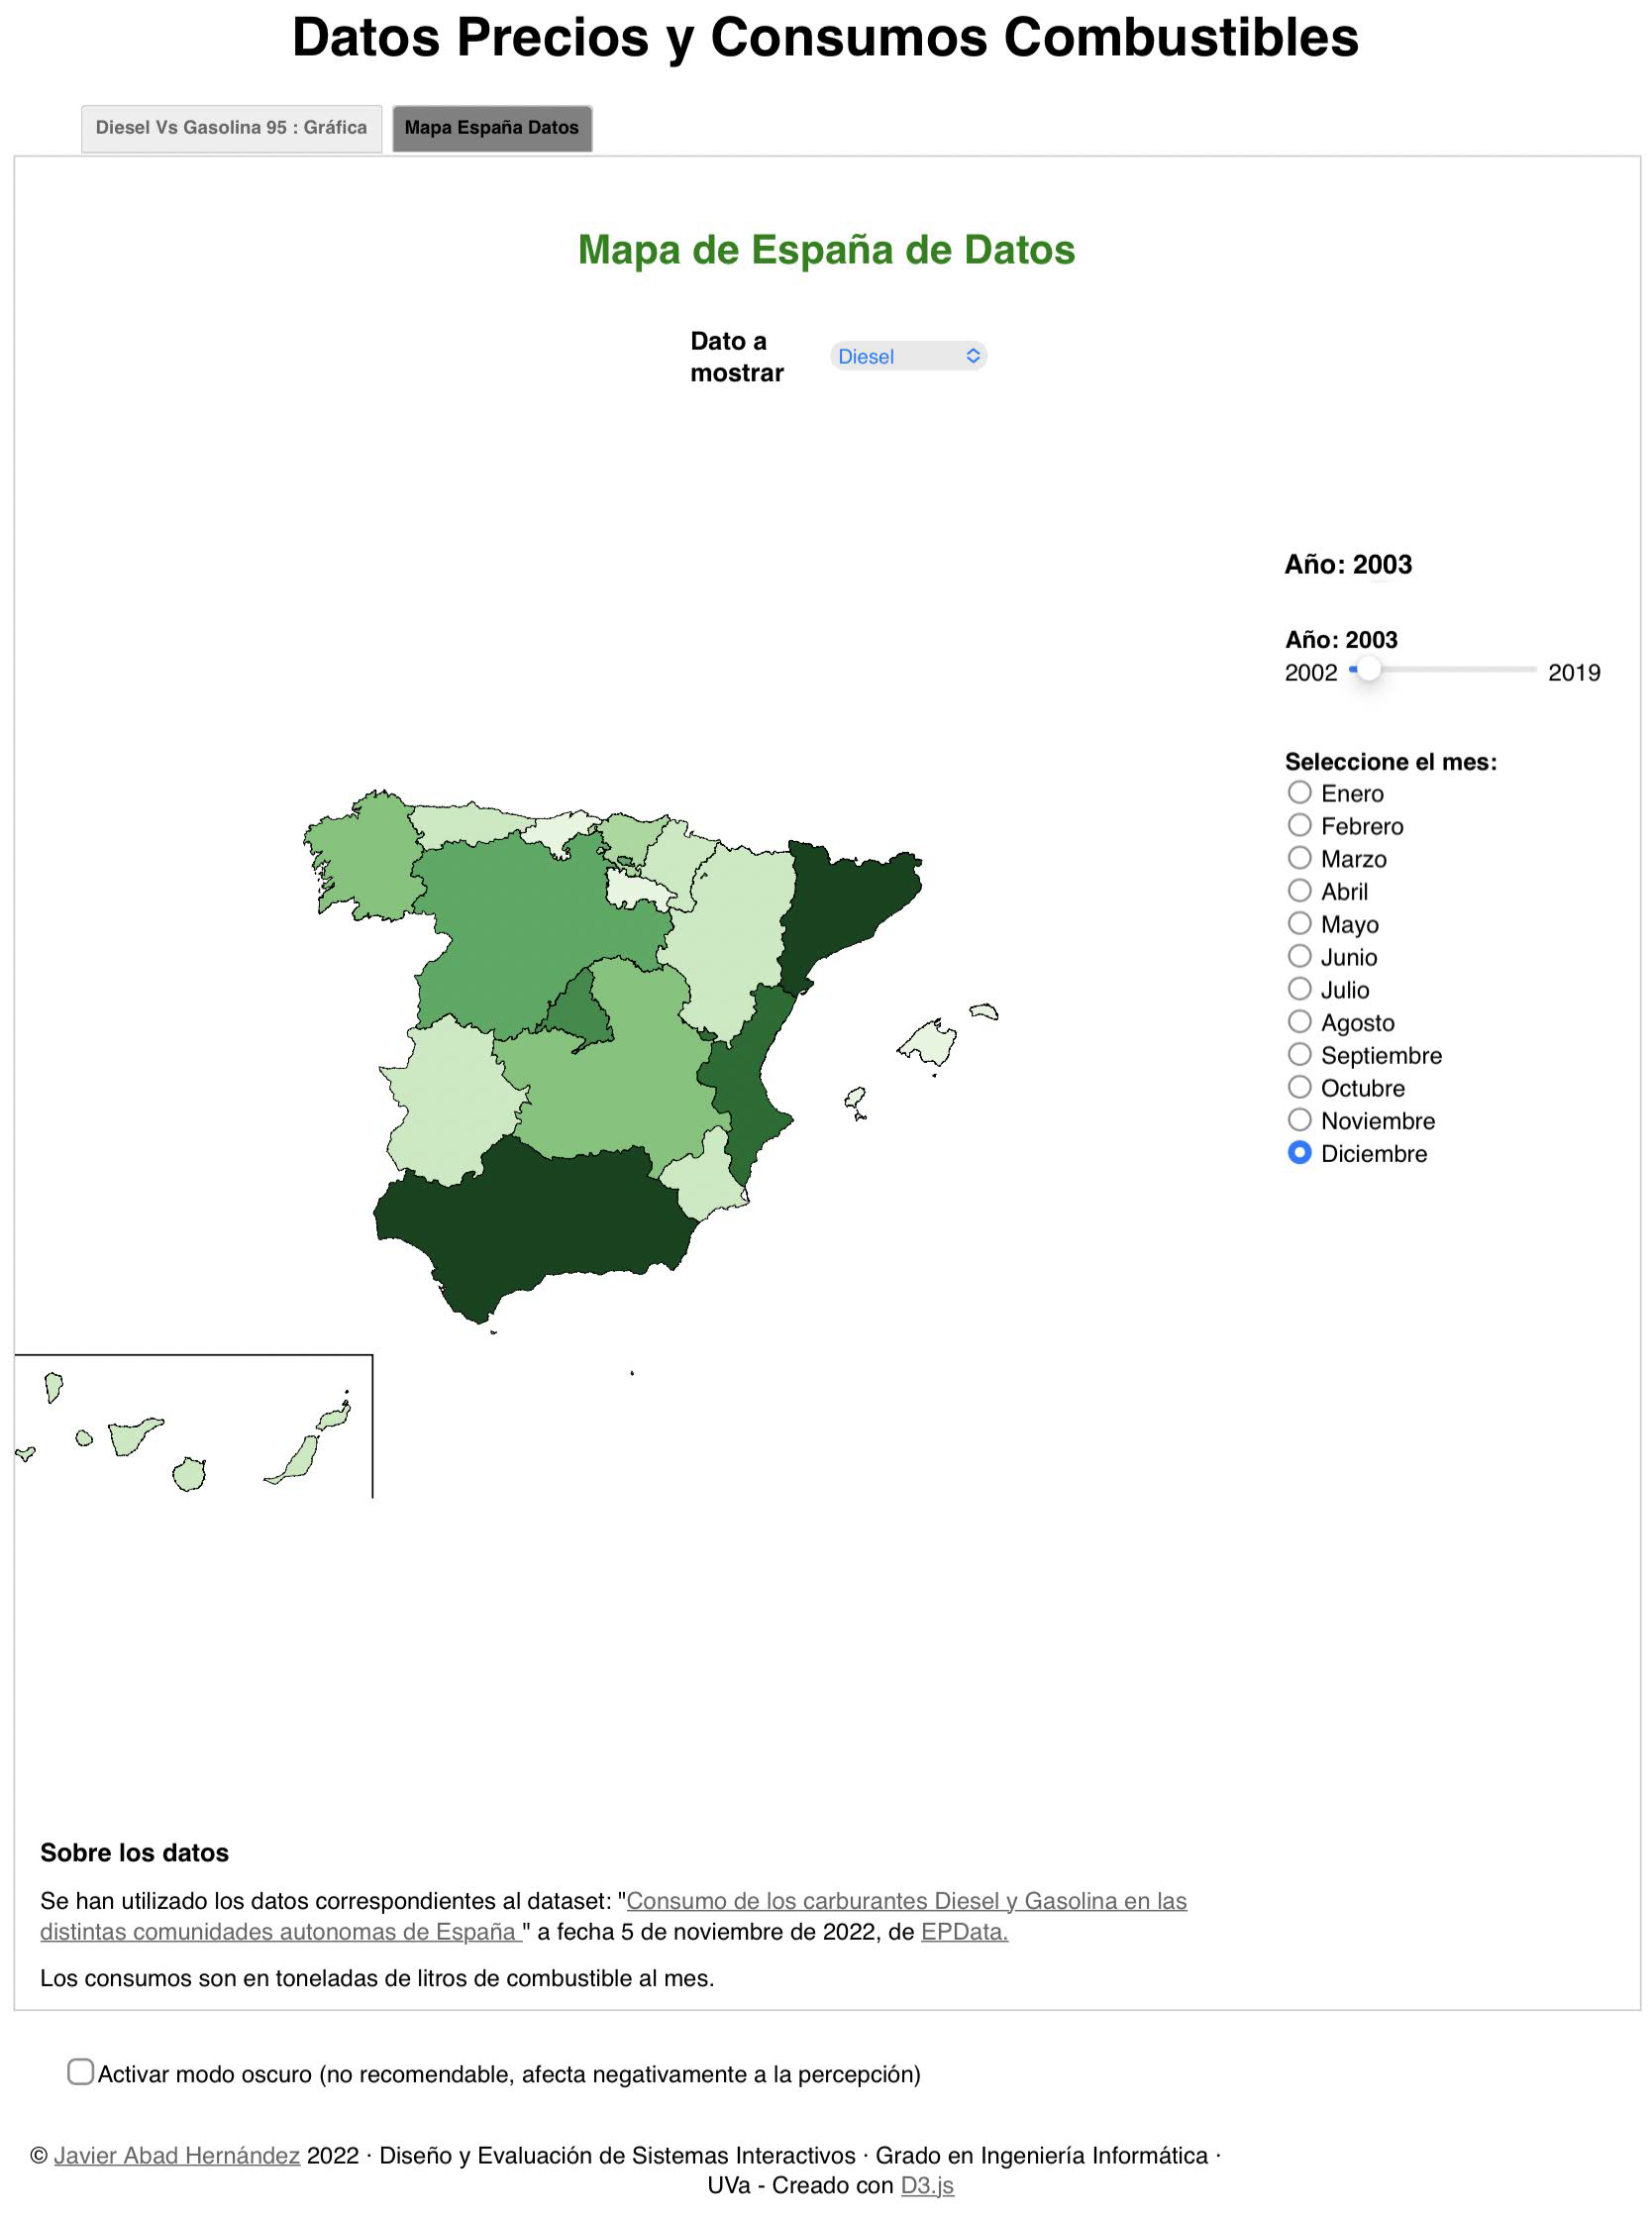 Datos Precios y Consumos Combustibles
Diesel Vs Gasolina 95 : Gráfica
Mapa España Datos
Mapa de España de Datos
Dato a
mostrar
Diesel
Año: 2003
Año: 2003
2002
2019
Seleccione el mes:
Enero
Febrero
Marzo
Abril
Mayo
Junio
Julio
Agosto
Septiembre
Octubre
Noviembre
Diciembre
Sobre los datos
Se han utilizado los datos correspondientes al dataset: "Consumo de los carburantes Diesel y Gasolina en las
distintas comunidades autonomas de España " a fecha 5 de noviembre de 2022, de EPData.
Los consumos son en toneladas de litros de combustible al mes.
Activar modo oscuro (no recomendable, afecta negativamente a la percepción)
© Javier Abad Hernández 2022 · Diseño y Evaluación de Sistemas Interactivos · Grado en Ingeniería Informática ·
UVa - Creado con D3.js